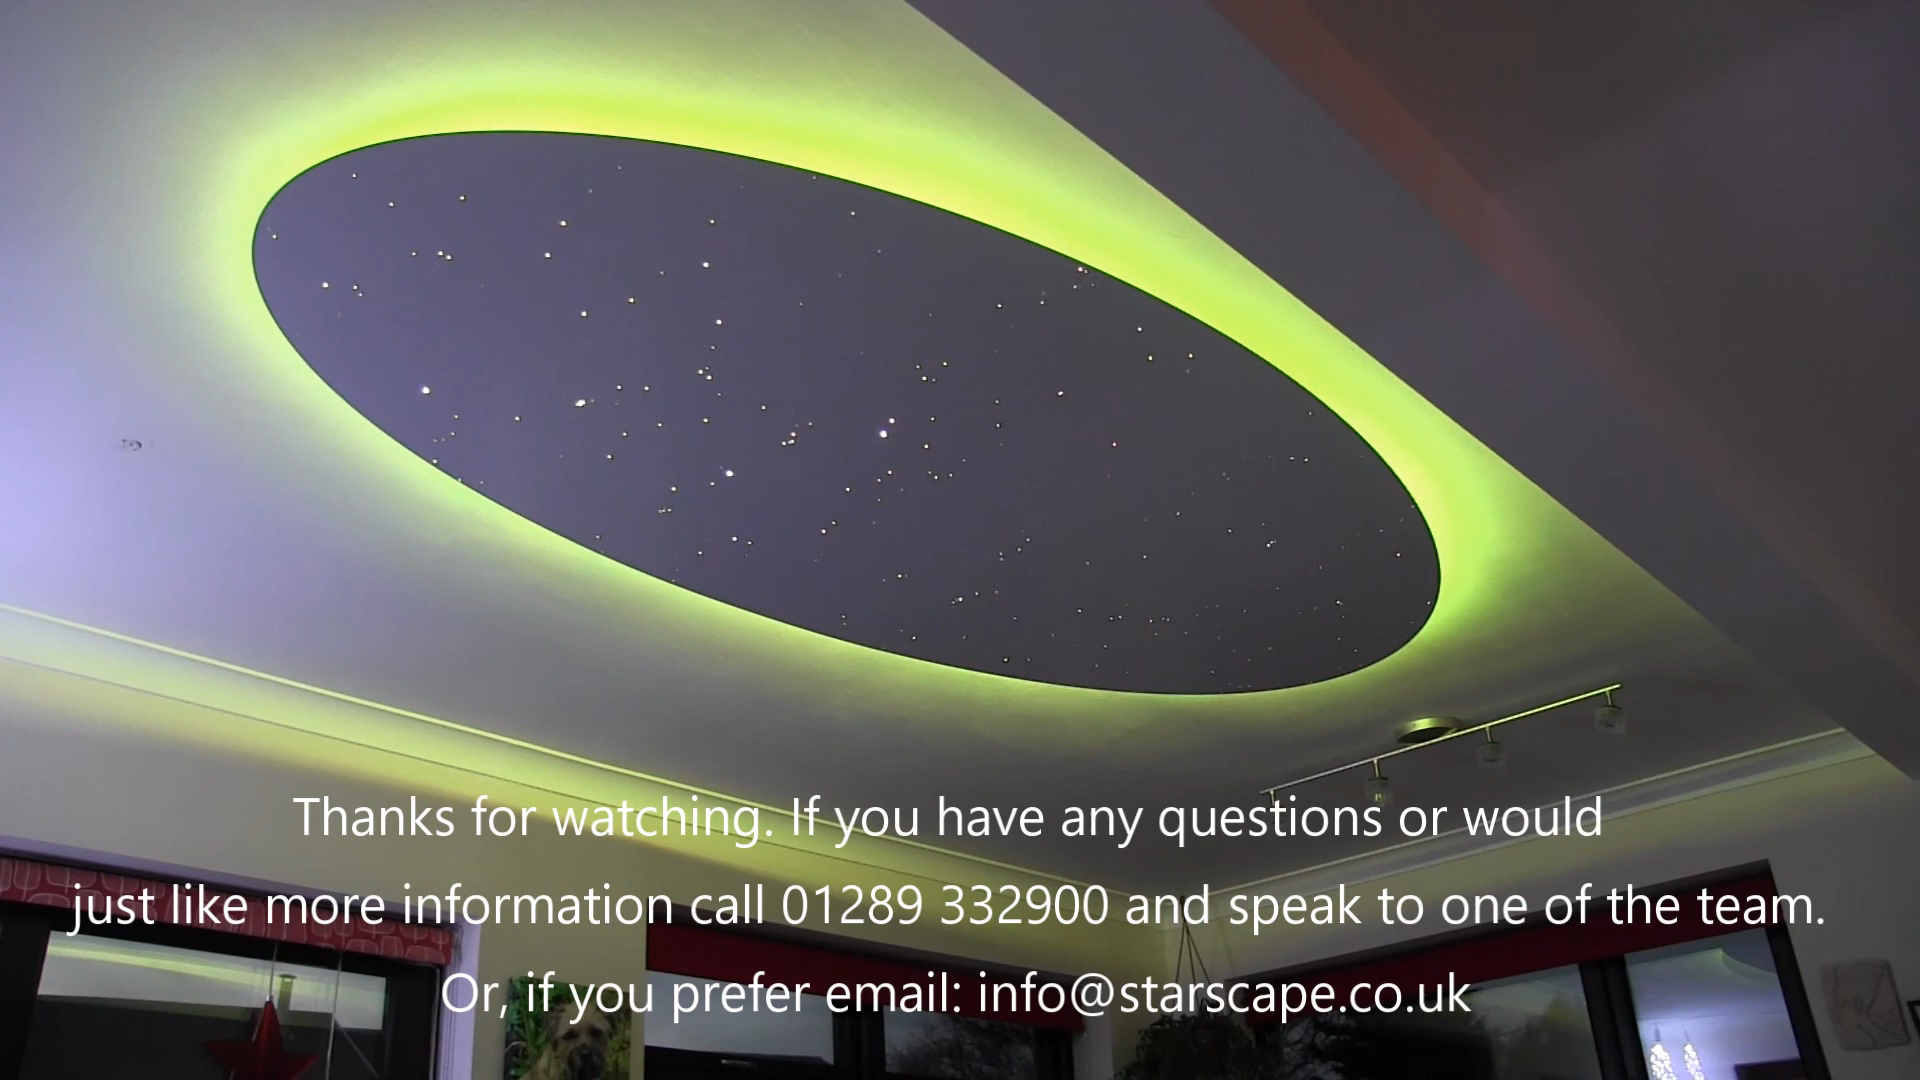 Thanks for watching. If you have any questions or would
just like more information call 01289 332900 and speak to one of the team.
Or, if you prefer email: info@starscape.co.uk